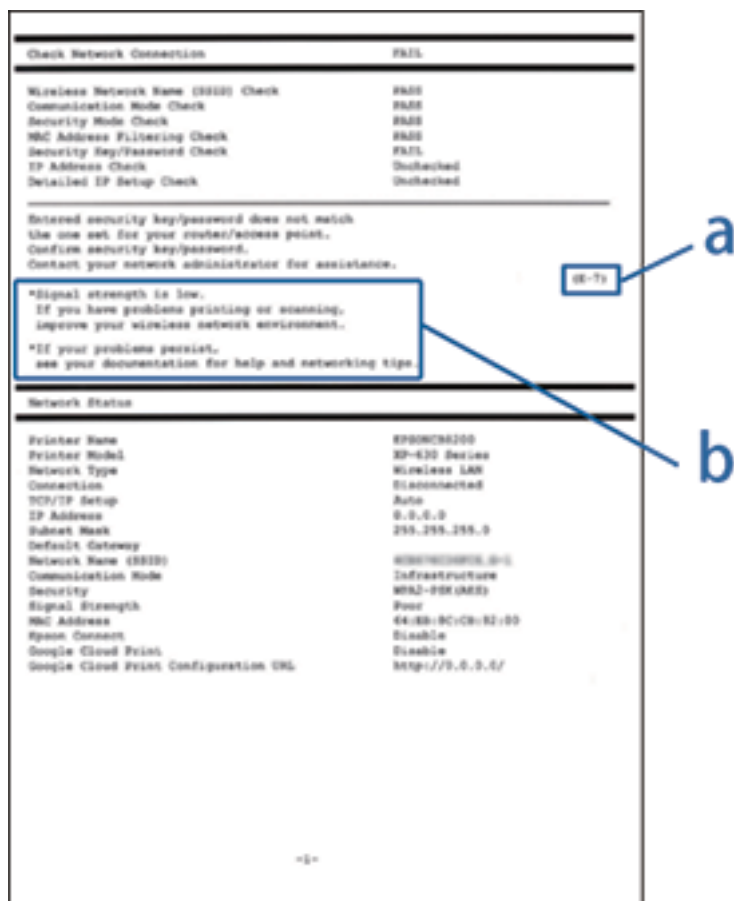 Check Network Connection FAIL
Wireless Network Name (SSID) Check PASS
Communication Mode Check PASS
Security Mode Check PASS
MAC Address Filtering Check PASS
Security Key/Password Check FAIL
IP Address Check Unchecked
Detailed IP Setup Check Unchecked
Entered security key/password does not match
the one set for your router/access point.
Confirm security key/password.
Contact your network administrator for assistance.
(E-7)
a
*Signal strength is low.
If you have problems printing or scanning,
improve your wireless network environment.
*If your problems persist,
see your documentation for help and networking tips.
b
Network Status
Printer Name
Printer Model XP-630 Series
Network Type Wireless LAN
Connection Disconnected
TCP/IP Setup Auto
IP Address 0.0.0.0
Subnet Mask 255.255.255.0
Default Gateway
Network Name (SSID)
Communication Mode Infrastructure
Security WPA2-PSK(AES)
Signal Strength Poor
MAC Address
Epson Connect Disable
Google Cloud Print Disable
Google Cloud Print Configuration URL http://0.0.0.0/
-1-